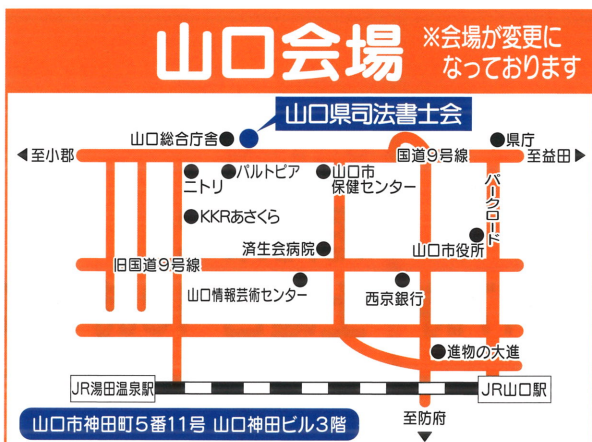 山口会場
※会場が変更に
なっております
山口県司法書士会
山口総合庁舎
県庁
至小郡
国道9号線
至益田
ニトリ
パルトピア
山口市
保健センター
パークロード
KKRあさくら
済生会病院
山口市役所
旧国道9号線
山口情報芸術センター
西京銀行
進物の大進
JR湯田温泉駅
JR山口駅
山口市神田町5番11号 山口神田ビル3階
至防府